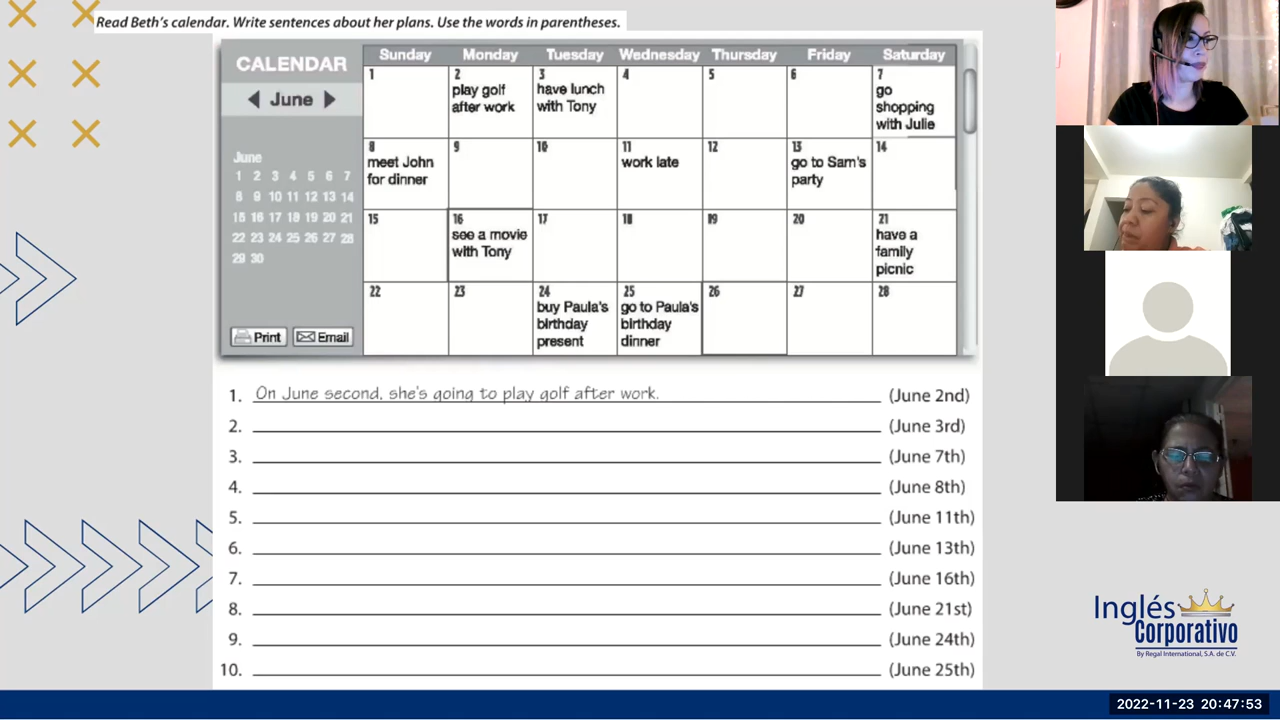 Read Beth's calendar. Write sentences about her plans. Use the words in parentheses.
CALENDAR
June
Sunday Monday Tuesday Wednesday Thursday Friday Saturday
1 2 3 4 5 6 7
play golf after work
have lunch with Tony
go shopping with Julie
8 9 10 11 12 13 14
meet John for dinner
work late
go to Sam's party
15 16 17 18 19 20 21
see a movie with Tony
have a family picnic
22 23 24 25 26 27 28
buy Paula's birthday present
go to Paula's birthday dinner
June
1 2 3 4 5 6 7
8 9 10 11 12 13 14
15 16 17 18 19 20 21
22 23 24 25 26 27 28
29 30
Print Email
1. On June second, she's going to play golf after work. (June 2nd)
2. (June 3rd)
3. (June 7th)
4. (June 8th)
5. (June 11th)
6. (June 13th)
7. (June 16th)
8. (June 21st)
9. (June 24th)
10. (June 25th)
Inglés
Corporativo
By Regal International, S.A. de C.V.
2022-11-23 20:47:53